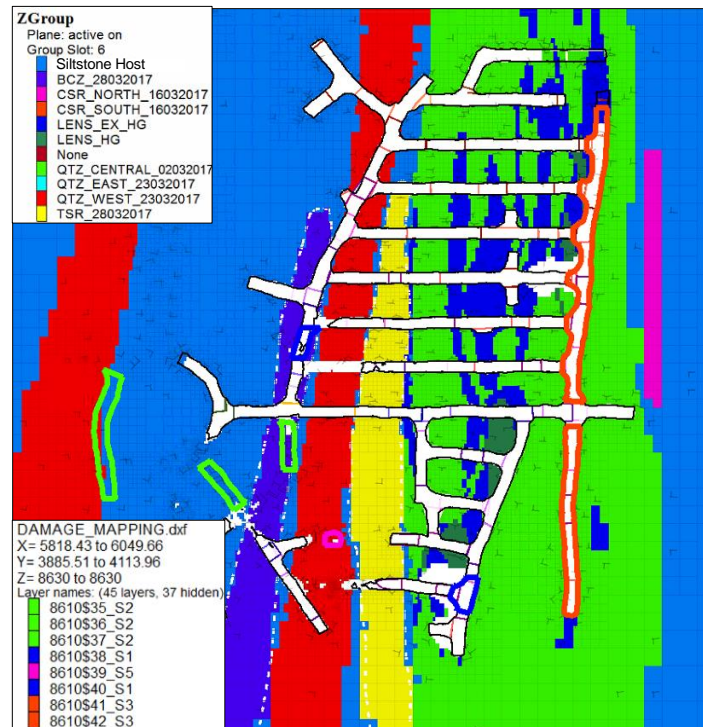 ZGroup
Plane: active on
Group Slot: 6
Siltstone Host
BCZ_28032017
CSR_NORTH_16032017
CSR_SOUTH_16032017
LENS_EX_HG
LENS_HG
None
QTZ_CENTRAL_02032017
QTZ_EAST_23032017
QTZ_WEST_23032017
TSR_28032017
DAMAGE_MAPPING.dxf
X= 5818.43 to 6049.66
Y= 3885.51 to 4113.96
Z= 8630 to 8630
Layer names: (45 layers, 37 hidden)
8610$35_S2
8610$36_S2
8610$37_S2
8610$38_S1
8610$39_S5
8610$40_S1
8610$41_S3
8610$42_S3